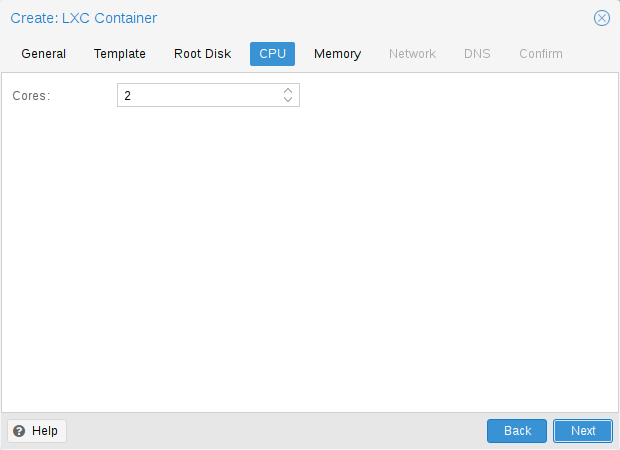 Create: LXC Container
General Template Root Disk CPU Memory Network DNS Confirm
Cores: 2
Help Back Next